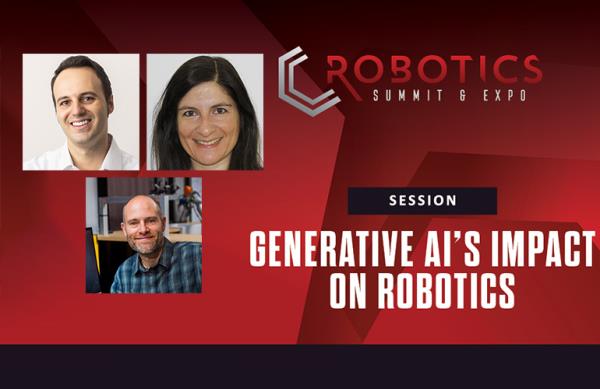 ROBOTICS
SUMMIT & EXPO
SESSION
GENERATIVE AI'S IMPACT
ON ROBOTICS